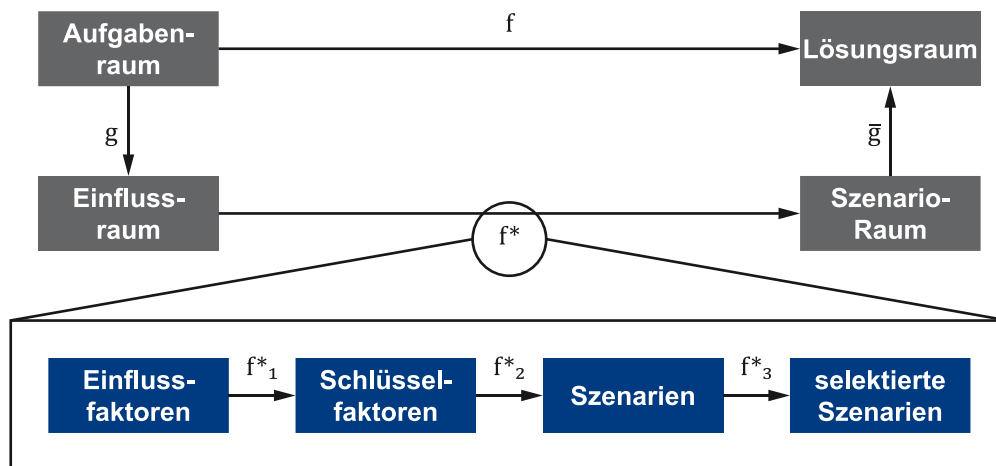 Aufgaben-
raum
f
Lösungsraum
g
g̅
Einfluss-
raum
f*
Szenario-
Raum
Einfluss-
faktoren
f*₁
Schlüssel-
faktoren
f*₂
Szenarien
f*₃
selektierte
Szenarien